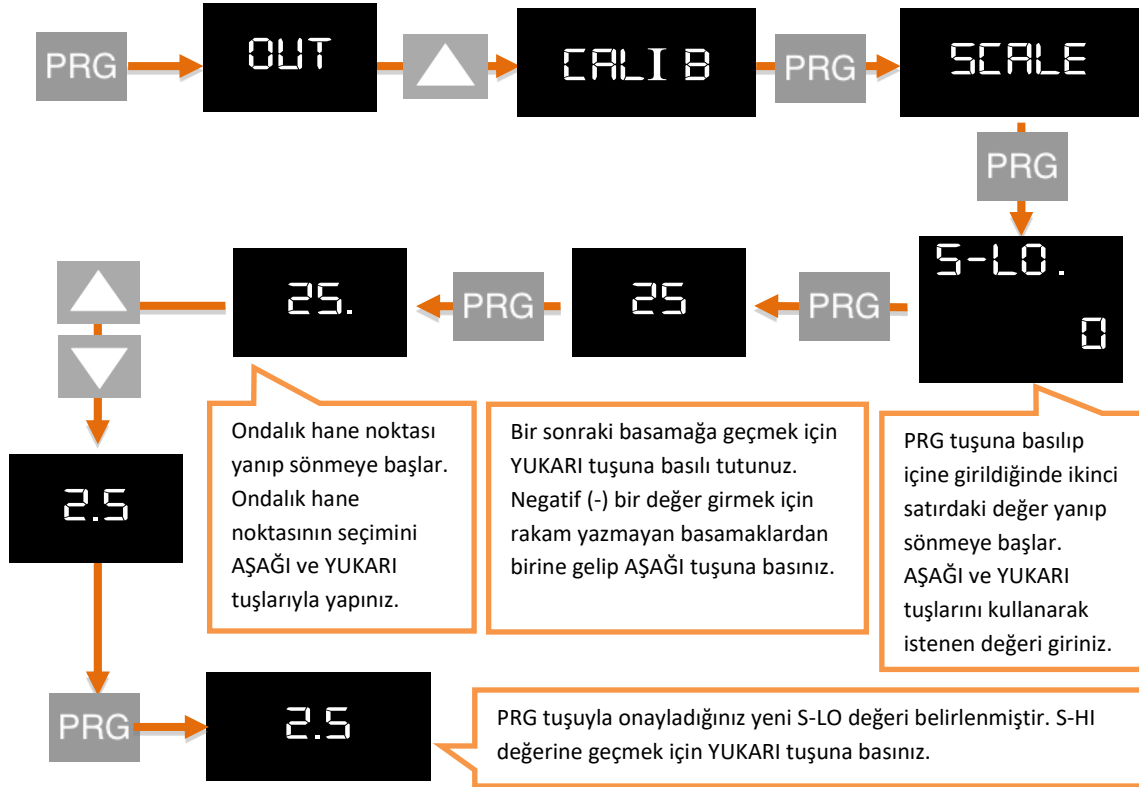 PRG
OUT
CALIB
PRG
SCALE
PRG
S-LO.
0
PRG
25
PRG
25.
PRG tuşuna basılıp
içine girildiğinde ikinci
satırdaki değer yanıp
sönmeye başlar.
AŞAĞI ve YUKARI
tuşlarını kullanarak
istenen değeri giriniz.
Bir sonraki basamağa geçmek için
YUKARI tuşuna basılı tutunuz.
Negatif (-) bir değer girmek için
rakam yazmayan basamaklardan
birine gelip AŞAĞI tuşuna basınız.
Ondalık hane noktası
yanıp sönmeye başlar.
Ondalık hane
noktasının seçimini
AŞAĞI ve YUKARI
tuşlarıyla yapınız.
2.5
PRG
2.5
PRG tuşuyla onayladığınız yeni S-LO değeri belirlenmiştir. S-HI
değerine geçmek için YUKARI tuşuna basınız.